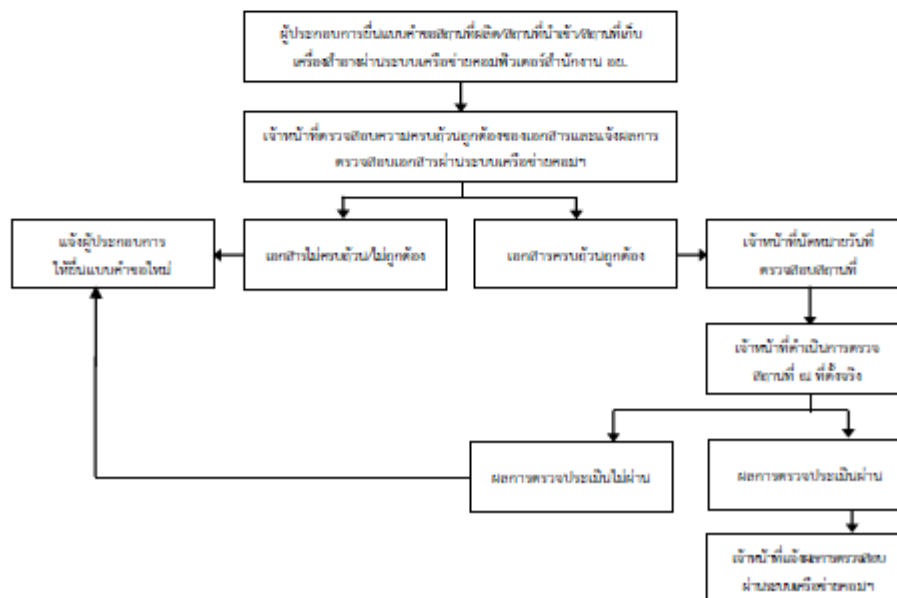 ผู้ประกอบการยื่นแบบคำขอสถานที่ผลิต/สถานที่นำเข้า/สถานที่เก็บ
เครื่องสำอางผ่านระบบเครือข่ายคอมพิวเตอร์สำนักงาน อย.
เจ้าหน้าที่ตรวจสอบความครบถ้วนถูกต้องของเอกสารและแจ้งผลการ
ตรวจสอบเอกสารผ่านระบบเครือข่ายคอมฯ
แจ้งผู้ประกอบการ
ให้ยื่นแบบคำขอใหม่
เอกสารไม่ครบถ้วน/ไม่ถูกต้อง
เอกสารครบถ้วนถูกต้อง
เจ้าหน้าที่นัดหมายวันที่
ตรวจสอบสถานที่
เจ้าหน้าที่ดำเนินการตรวจ
สถานที่ ณ ที่ตั้งจริง
ผลการตรวจประเมินไม่ผ่าน
ผลการตรวจประเมินผ่าน
เจ้าหน้าที่แจ้งผลการตรวจสอบ
ผ่านระบบเครือข่ายคอมฯ